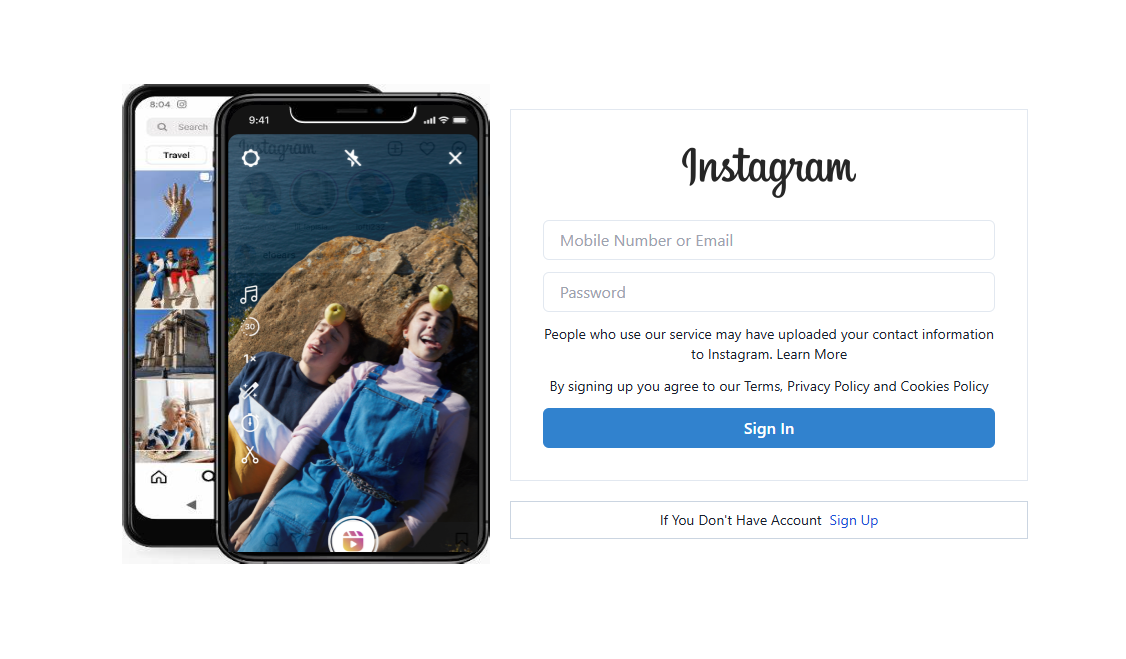 8:04
Search
Travel
9:41
Instagram
30
1×
Instagram
Mobile Number or Email
Password
People who use our service may have uploaded your contact information
to Instagram. Learn More
By signing up you agree to our Terms, Privacy Policy and Cookies Policy
Sign In
If You Don't Have Account Sign Up